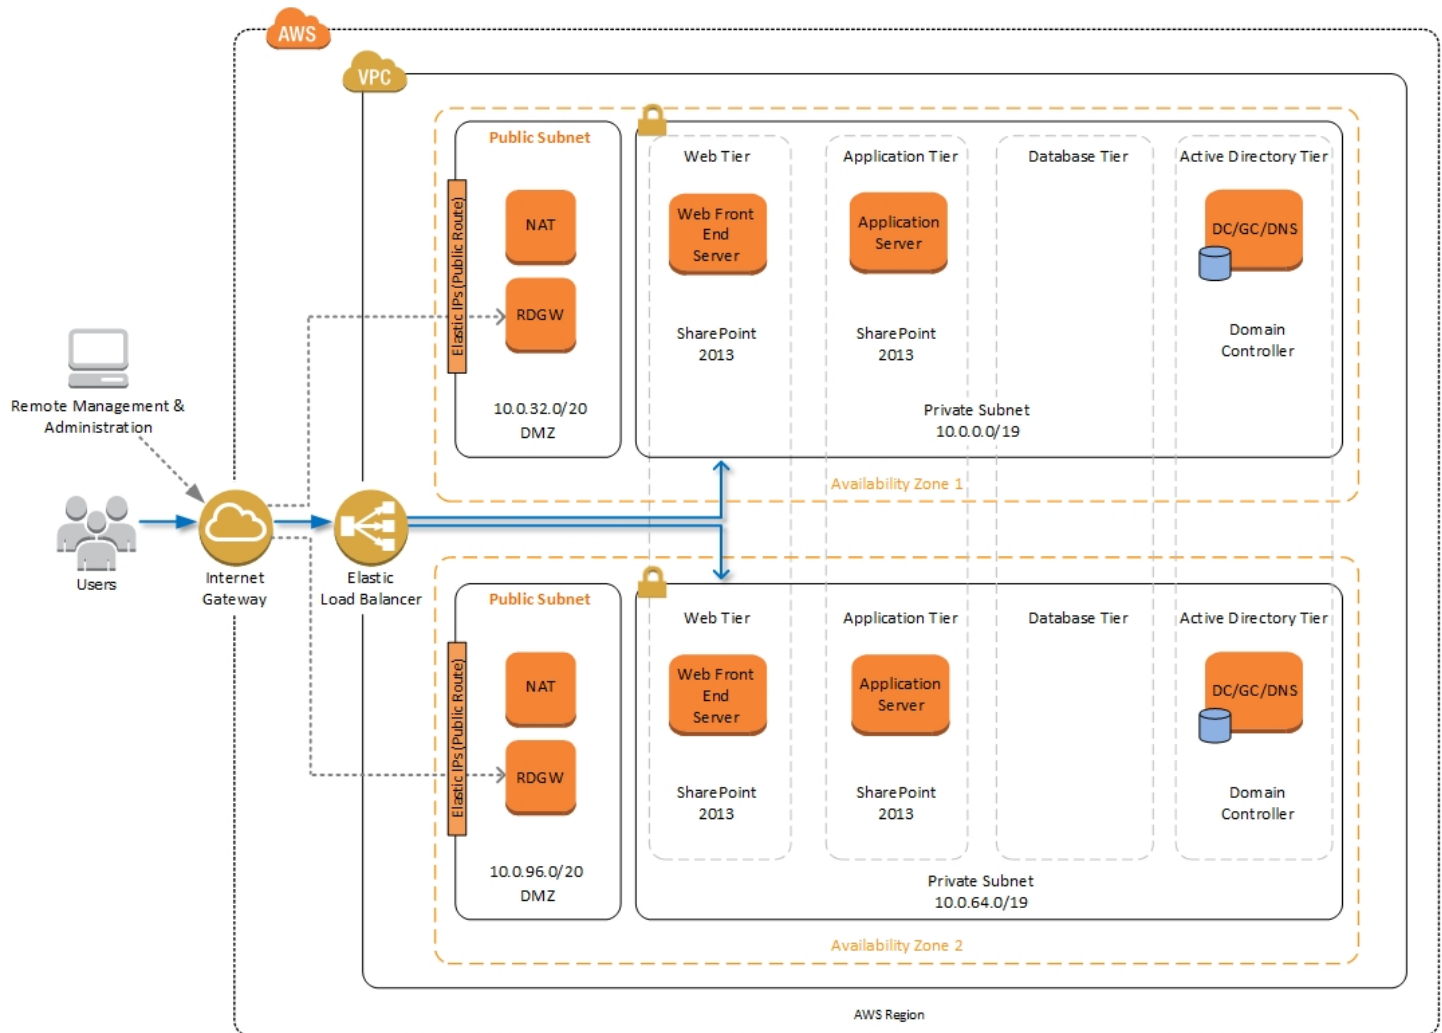 AWS
VPC
Public Subnet
NAT
RDGW
Elastic IPs (Public Route)
10.0.32.0/20
DMZ
Web Tier
Web Front
End
Server
SharePoint
2013
Application Tier
Application
Server
SharePoint
2013
Database Tier
Active Directory Tier
DC/GC/DNS
Domain
Controller
Private Subnet
10.0.0.0/19
Availability Zone 1
Remote Management &
Administration
Users
Internet
Gateway
Elastic
Load Balancer
Public Subnet
NAT
RDGW
Elastic IPs (Public Route)
10.0.96.0/20
DMZ
Web Tier
Web Front
End
Server
SharePoint
2013
Application Tier
Application
Server
SharePoint
2013
Database Tier
Active Directory Tier
DC/GC/DNS
Domain
Controller
Private Subnet
10.0.64.0/19
Availability Zone 2
AWS Region